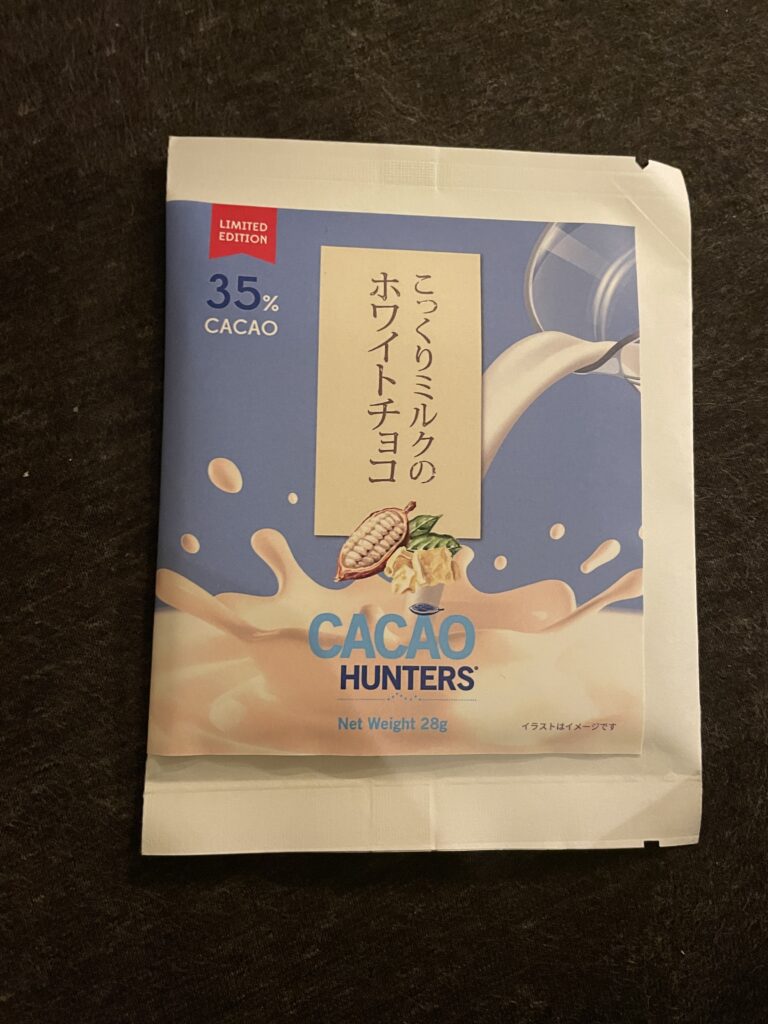 LIMITED
EDITION
35%
CACAO
こっくりミルクの
ホワイトチョコ
CACAO
HUNTERS®
Net Weight 28g
イラストはイメージです